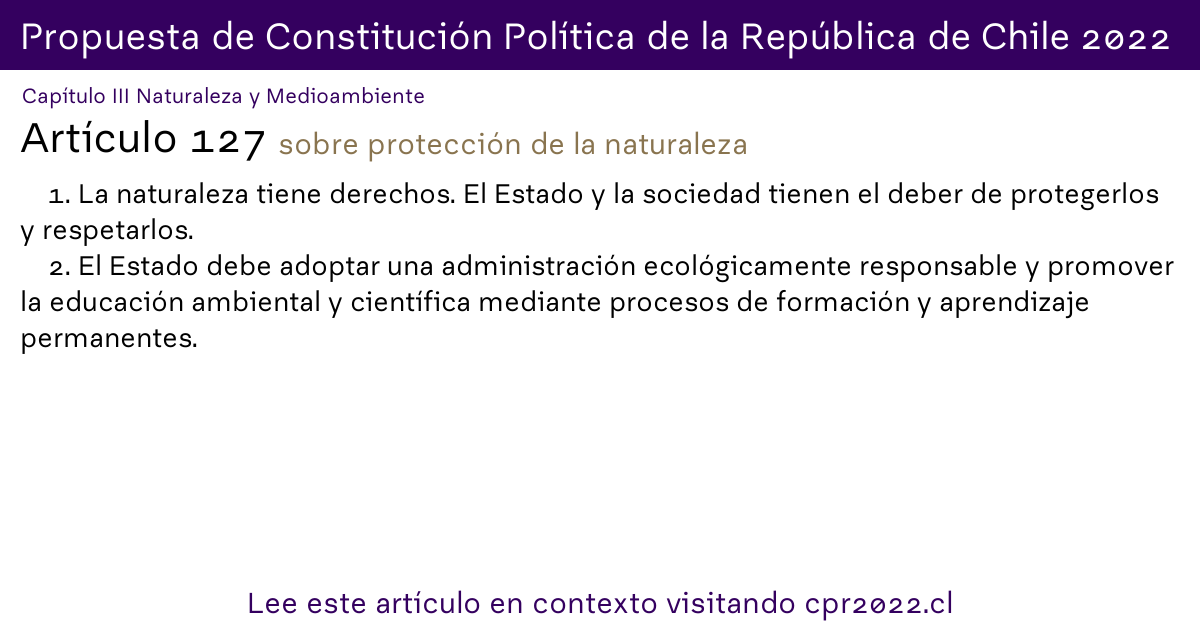 Propuesta de Constitución Política de la República de Chile 2022
Capítulo III Naturaleza y Medioambiente
Artículo 127 sobre protección de la naturaleza
1. La naturaleza tiene derechos. El Estado y la sociedad tienen el deber de protegerlos
y respetarlos.
2. El Estado debe adoptar una administración ecológicamente responsable y promover
la educación ambiental y científica mediante procesos de formación y aprendizaje
permanentes.
Lee este artículo en contexto visitando cpr2022.cl